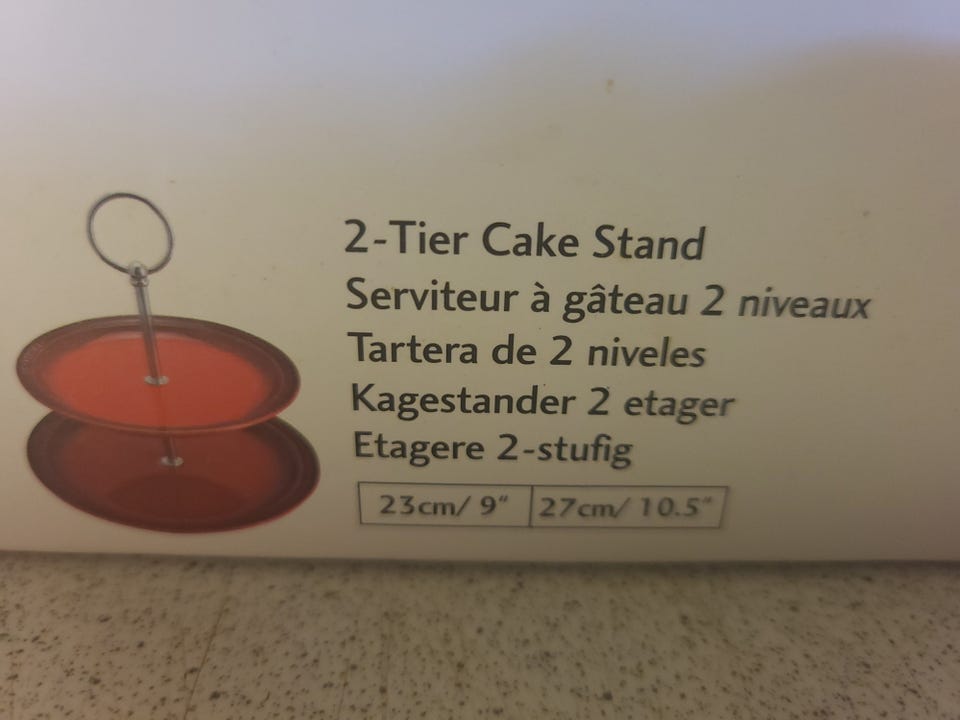 2-Tier Cake Stand
Serviteur à gâteau 2 niveaux
Tartera de 2 niveles
Kagestander 2 etager
Etagere 2-stufig
23cm/ 9" 27cm/ 10.5"